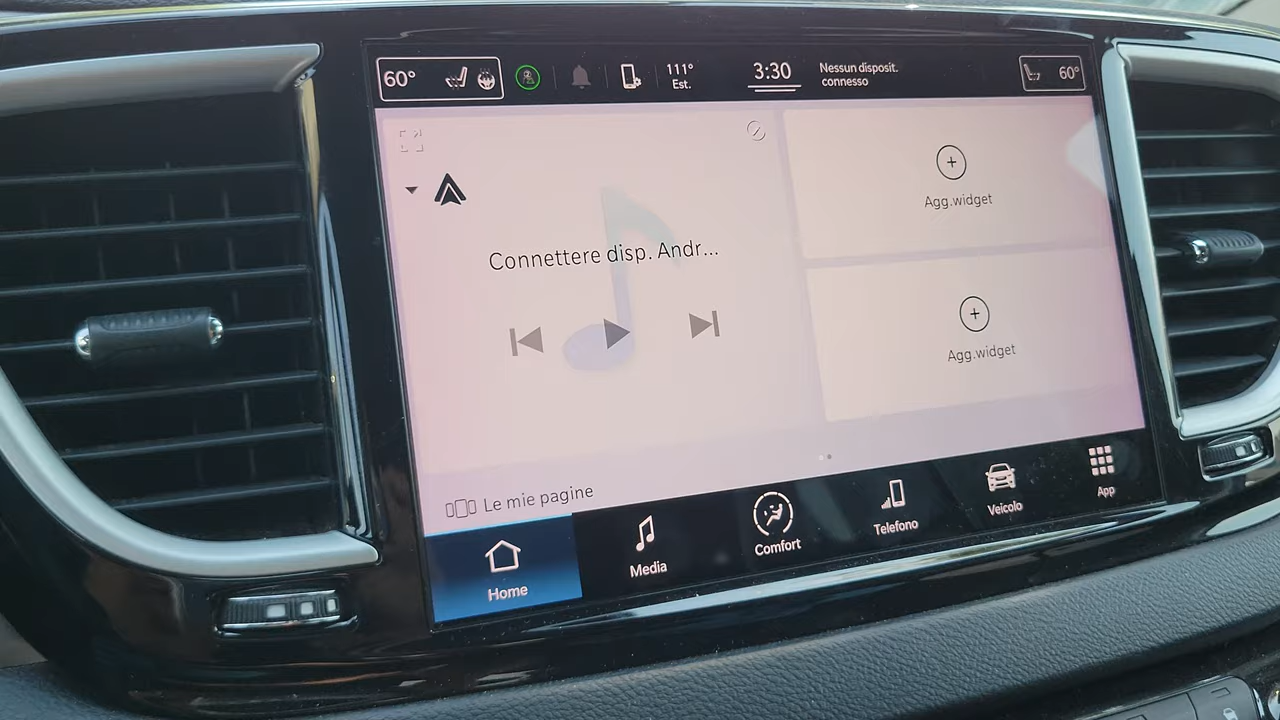 60°
111°
Est.
3:30
Nessun disposit.
connesso
60°
Connettere disp. Andr...
Agg.widget
Agg.widget
Le mie pagine
Home
Media
Comfort
Telefono
Veicolo
App